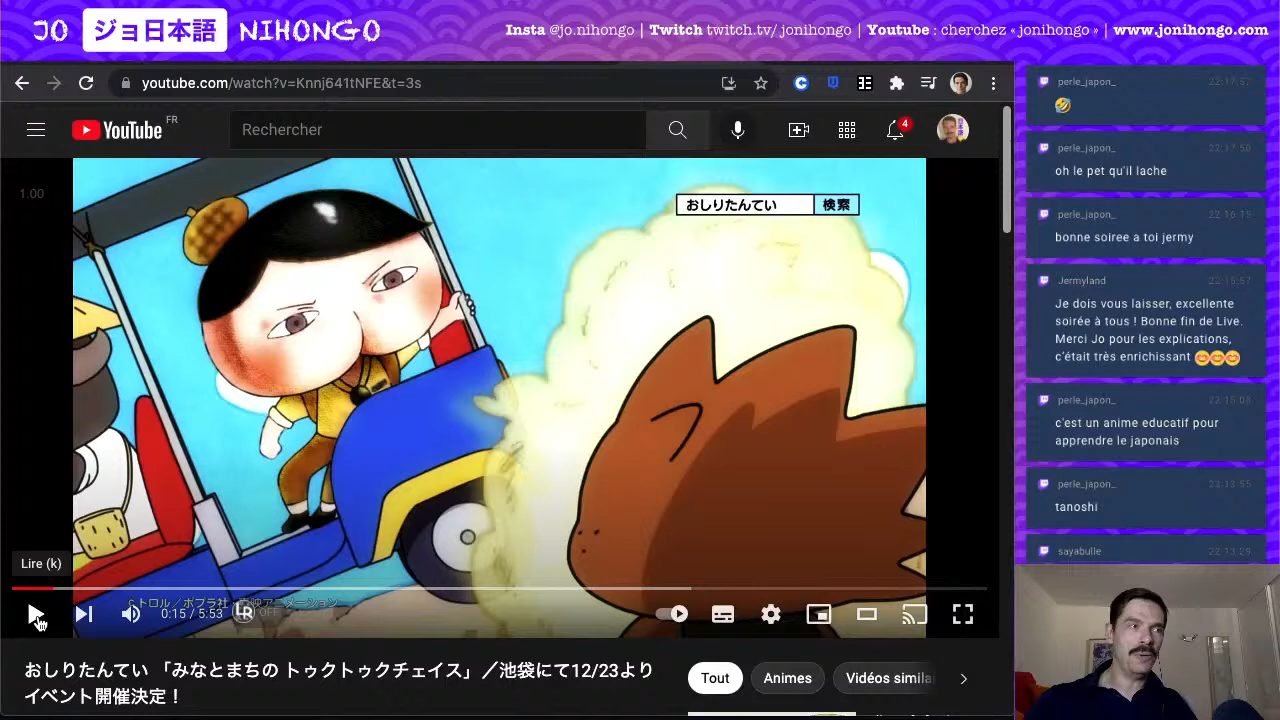 JO ジョ日本語 NIHONGO
Insta @jo.nihongo | Twitch twitch.tv/jonihongo | Youtube : cherchez « jonihongo » | www.jonihongo.com
youtube.com/watch?v=Knnj641tNFE&t=3s
YouTube FR
Rechercher
4
1.00
おしりたんてい 検索
Lire (k)
0:15 / 5:53
おしりたんてい 「みなとまちの トゥクトゥクチェイス」／池袋にて12/23より
イベント開催決定！
Tout
Animes
Vidéos simila
perle_japon_
perle_japon_
oh le pet qu'il lache
perle_japon_
bonne soiree a toi jermy
Jermyland
Je dois vous laisser, excellente
soirée à tous ! Bonne fin de Live.
Merci Jo pour les explications,
c'était très enrichissant 😊😊😊
perle_japon_
c'est un anime educatif pour
apprendre le japonais
perle_japon_
tanoshi
sayabulle